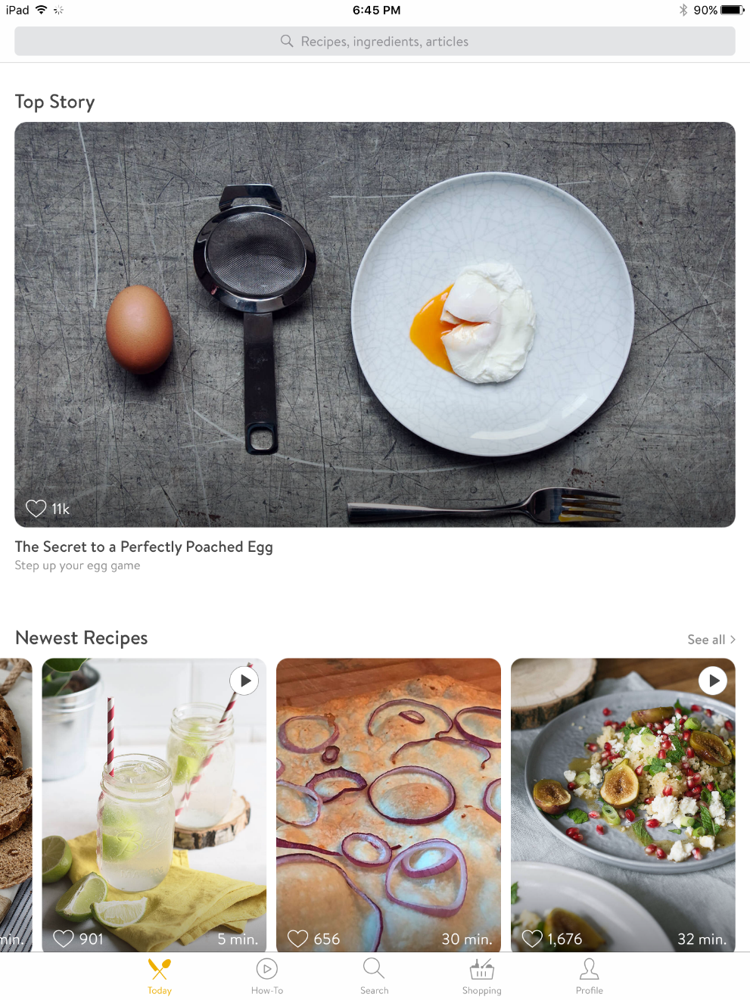 iPad 6:45 PM 90%
Recipes, ingredients, articles
Top Story
11k
The Secret to a Perfectly Poached Egg
Step up your egg game
Newest Recipes See all >
min. 901 5 min. 656 30 min. 1,676 32 min.
Today How-To Search Shopping Profile